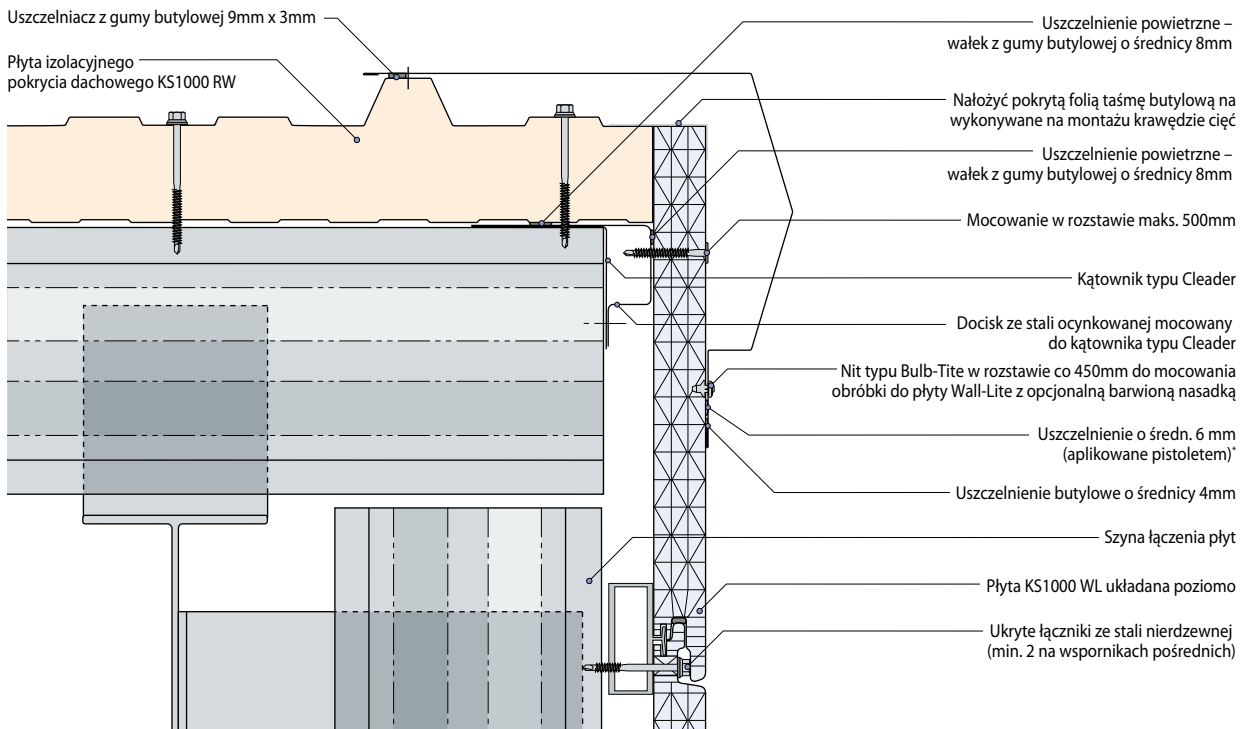 Uszczelniacz z gumy butylowej 9mm x 3mm
Płyta izolacyjnego
pokrycia dachowego KS1000 RW
Uszczelnienie powietrzne –
wałek z gumy butylowej o średnicy 8mm
Nałożyć pokrytą folią taśmę butylową na
wykonywane na montażu krawędzie cięć
Uszczelnienie powietrzne –
wałek z gumy butylowej o średnicy 8mm
Mocowanie w rozstawie maks. 500mm
Kątownik typu Cleader
Docisk ze stali ocynkowanej mocowany
do kątownika typu Cleader
Nit typu Bulb-Tite w rozstawie co 450mm do mocowania
obróbki do płyty Wall-Lite z opcjonalną barwioną nasadką
Uszczelnienie o średn. 6 mm
(aplikowane pistoletem)*
Uszczelnienie butylowe o średnicy 4mm
Szyna łączenia płyt
Płyta KS1000 WL układana poziomo
Ukryte łączniki ze stali nierdzewnej
(min. 2 na wspornikach pośrednich)